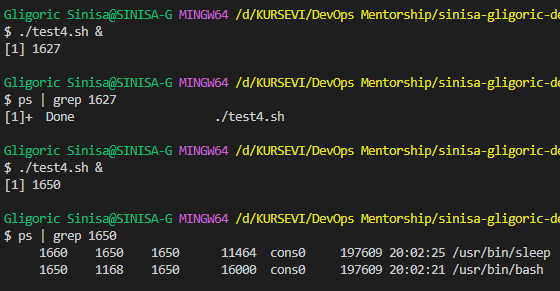 Gligoric Sinisa@SINISA-G MINGW64 /d/KURSEVI/DevOps Mentorship/sinisa-gligoric-de
$ ./test4.sh &
[1] 1627
Gligoric Sinisa@SINISA-G MINGW64 /d/KURSEVI/DevOps Mentorship/sinisa-gligoric-de
$ ps | grep 1627
[1]+  Done                    ./test4.sh
Gligoric Sinisa@SINISA-G MINGW64 /d/KURSEVI/DevOps Mentorship/sinisa-gligoric-de
$ ./test4.sh &
[1] 1650
Gligoric Sinisa@SINISA-G MINGW64 /d/KURSEVI/DevOps Mentorship/sinisa-gligoric-de
$ ps | grep 1650
     1660    1650    1650      11464  cons0     197609 20:02:25 /usr/bin/sleep
     1650    1168    1650      16000  cons0     197609 20:02:21 /usr/bin/bash